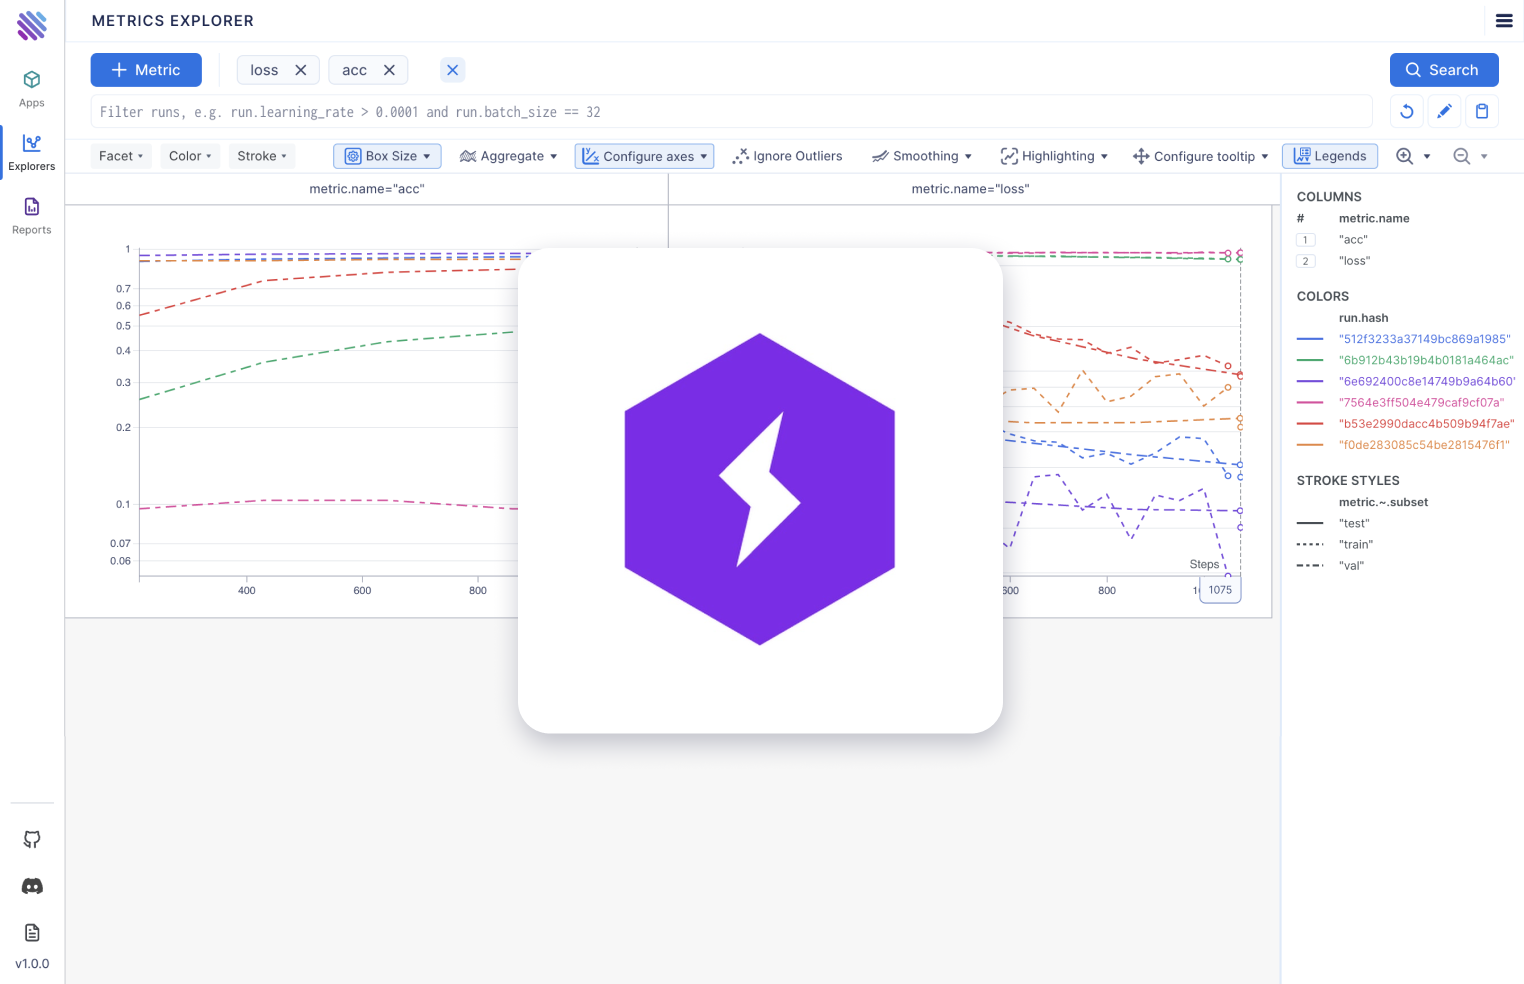 METRICS EXPLORER
Apps
Explorers
Reports
Metric
loss
acc
Search
Filter runs, e.g. run.learning_rate > 0.0001 and run.batch_size == 32
Facet
Color
Stroke
Box Size
Aggregate
Configure axes
Ignore Outliers
Smoothing
Highlighting
Configure tooltip
Legends
metric.name="acc"
metric.name="loss"
1
0.7
0.6
0.5
0.4
0.3
0.2
0.1
0.07
0.06
400
600
800
600
800
Steps
1075
COLUMNS
# metric.name
1 "acc"
2 "loss"
COLORS
run.hash
"512f3233a37149bc869a1985"
"6b912b43b19b4b0181a464ac"
"6e692400c8e14749b9a64b60"
"7564e3ff504e479caf9cf07a"
"b53e2990dacc4b509b94f7ae"
"f0de283085c54be2815476f1"
STROKE STYLES
metric.~.subset
"test"
"train"
"val"
v1.0.0